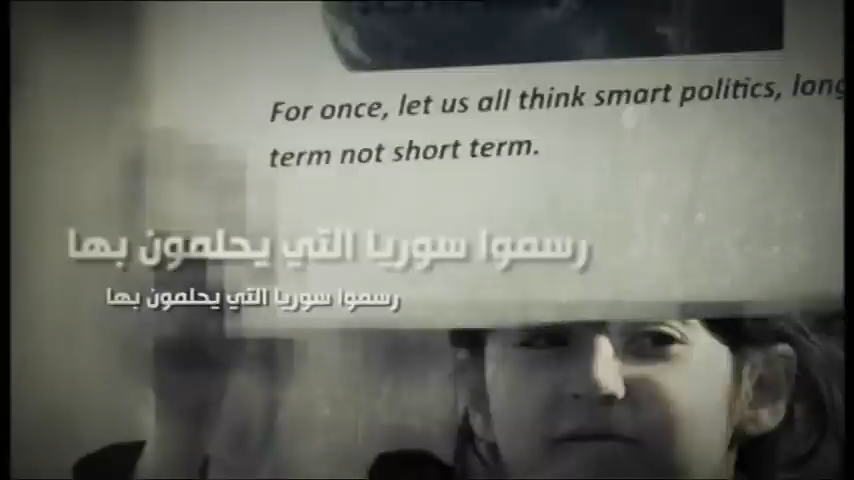 For once, let us all think smart politics, long
term not short term.
رسموا سوريا التي يحلمون بها
رسموا سوريا التي يحلمون بها